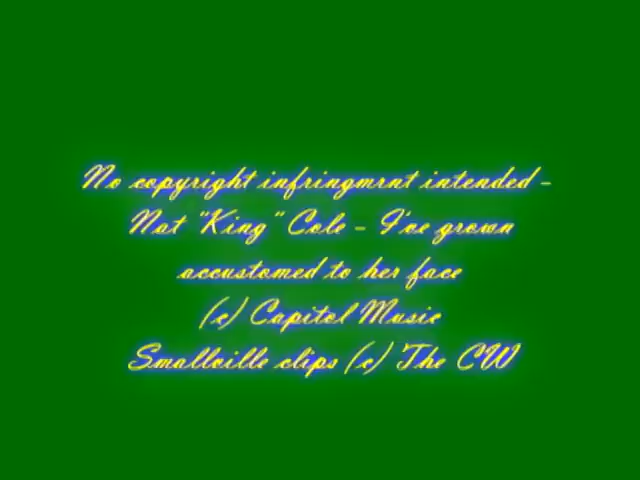 No copyright infringmrnt intended -
Nat "King" Cole - I've grown
accustomed to her face
(c) Capitol Music
Smallville clips (c) The CW